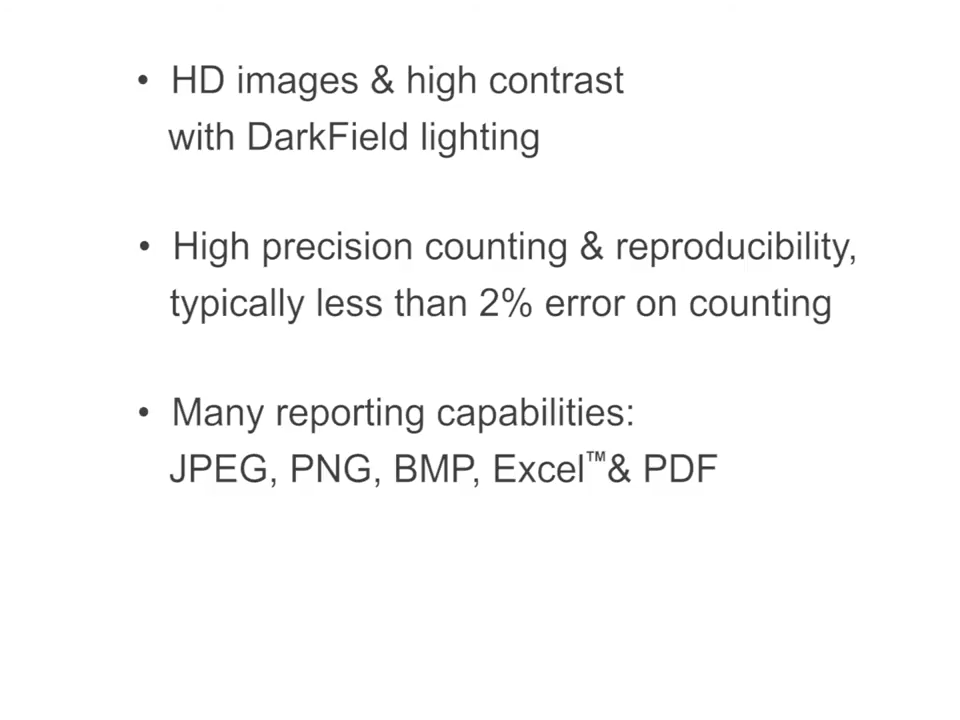 • HD images & high contrast
with DarkField lighting
• High precision counting & reproducibility,
typically less than 2% error on counting
• Many reporting capabilities:
JPEG, PNG, BMP, Excel™& PDF